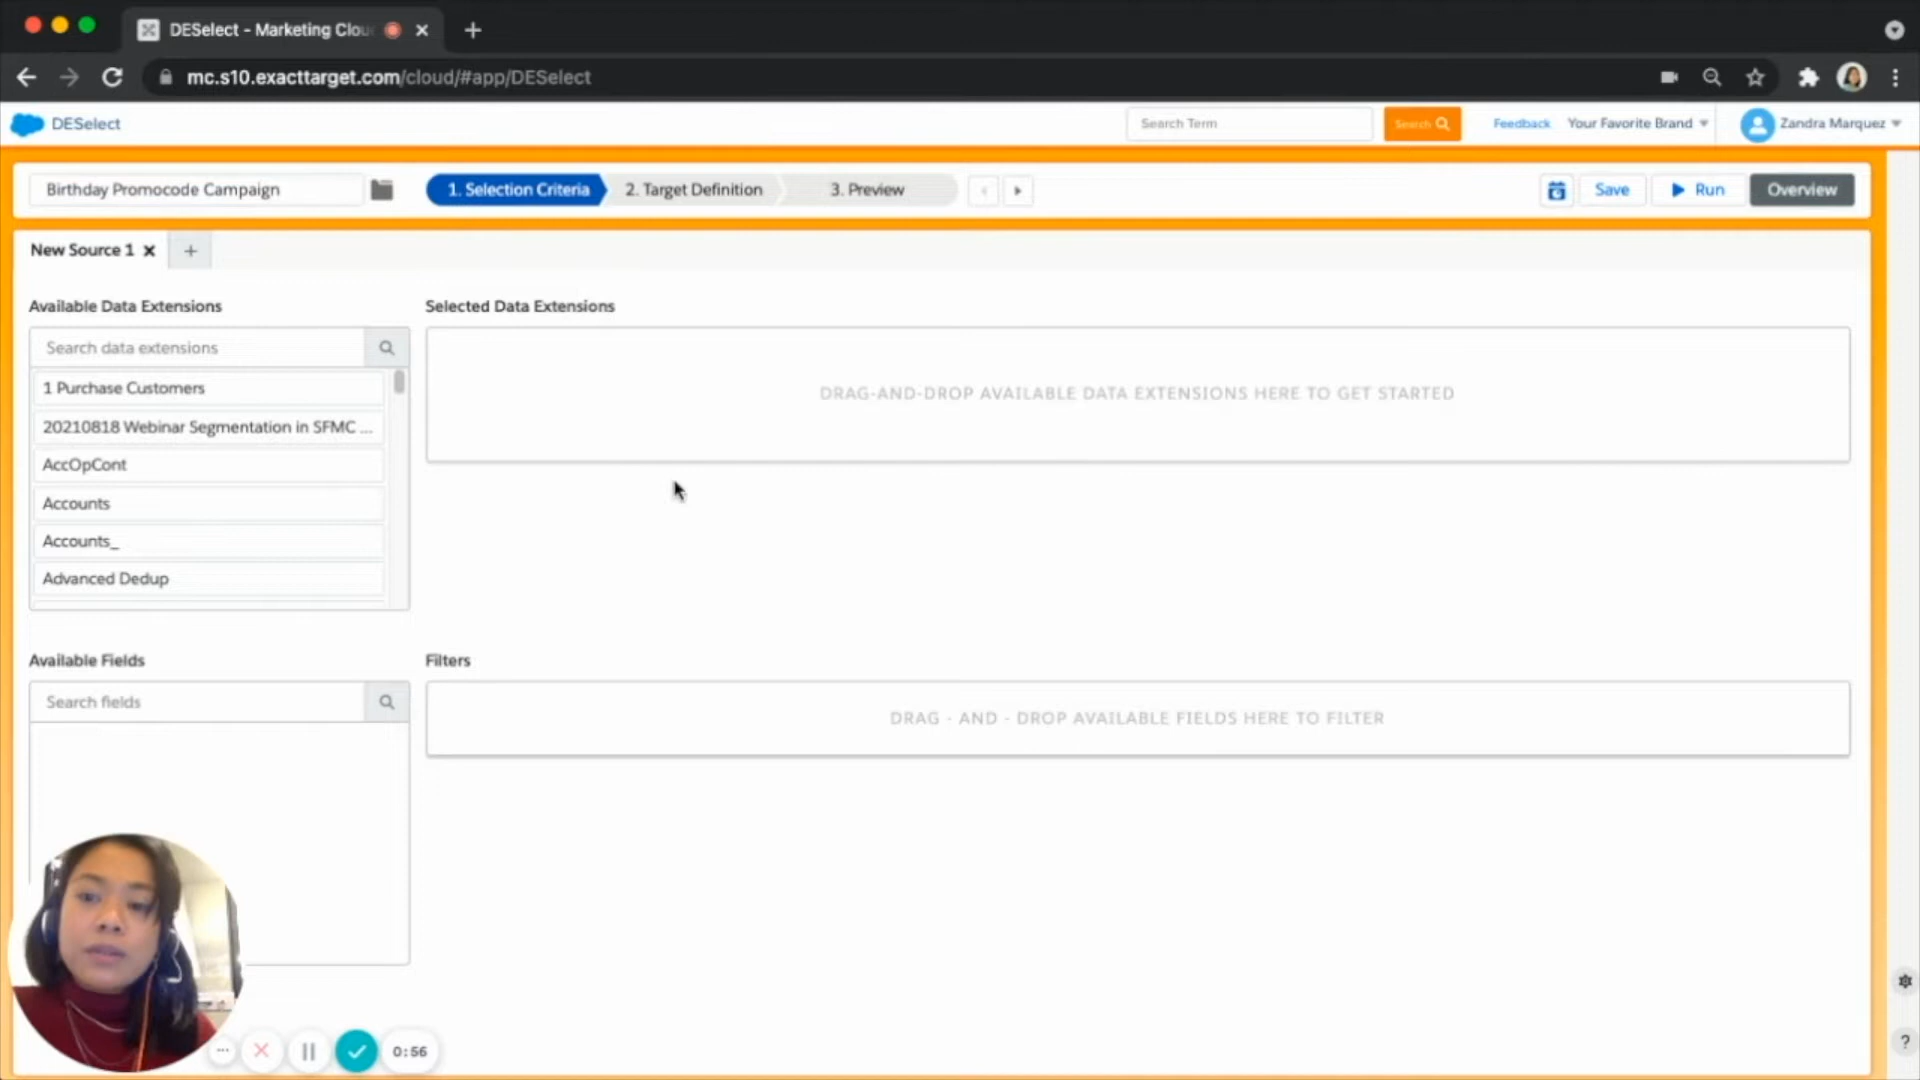 DESelect - Marketing Clou
mc.s10.exacttarget.com/cloud/#app/DESelect
DESelect
Search Term
Search
Feedback
Your Favorite Brand
Zandra Marquez
Birthday Promocode Campaign
1. Selection Criteria
2. Target Definition
3. Preview
Save
Run
Overview
New Source 1
Available Data Extensions
Selected Data Extensions
Search data extensions
1 Purchase Customers
20210818 Webinar Segmentation in SFMC ...
AccOpCont
Accounts
Accounts_
Advanced Dedup
DRAG-AND-DROP AVAILABLE DATA EXTENSIONS HERE TO GET STARTED
Available Fields
Filters
Search fields
DRAG - AND - DROP AVAILABLE FIELDS HERE TO FILTER
0:56